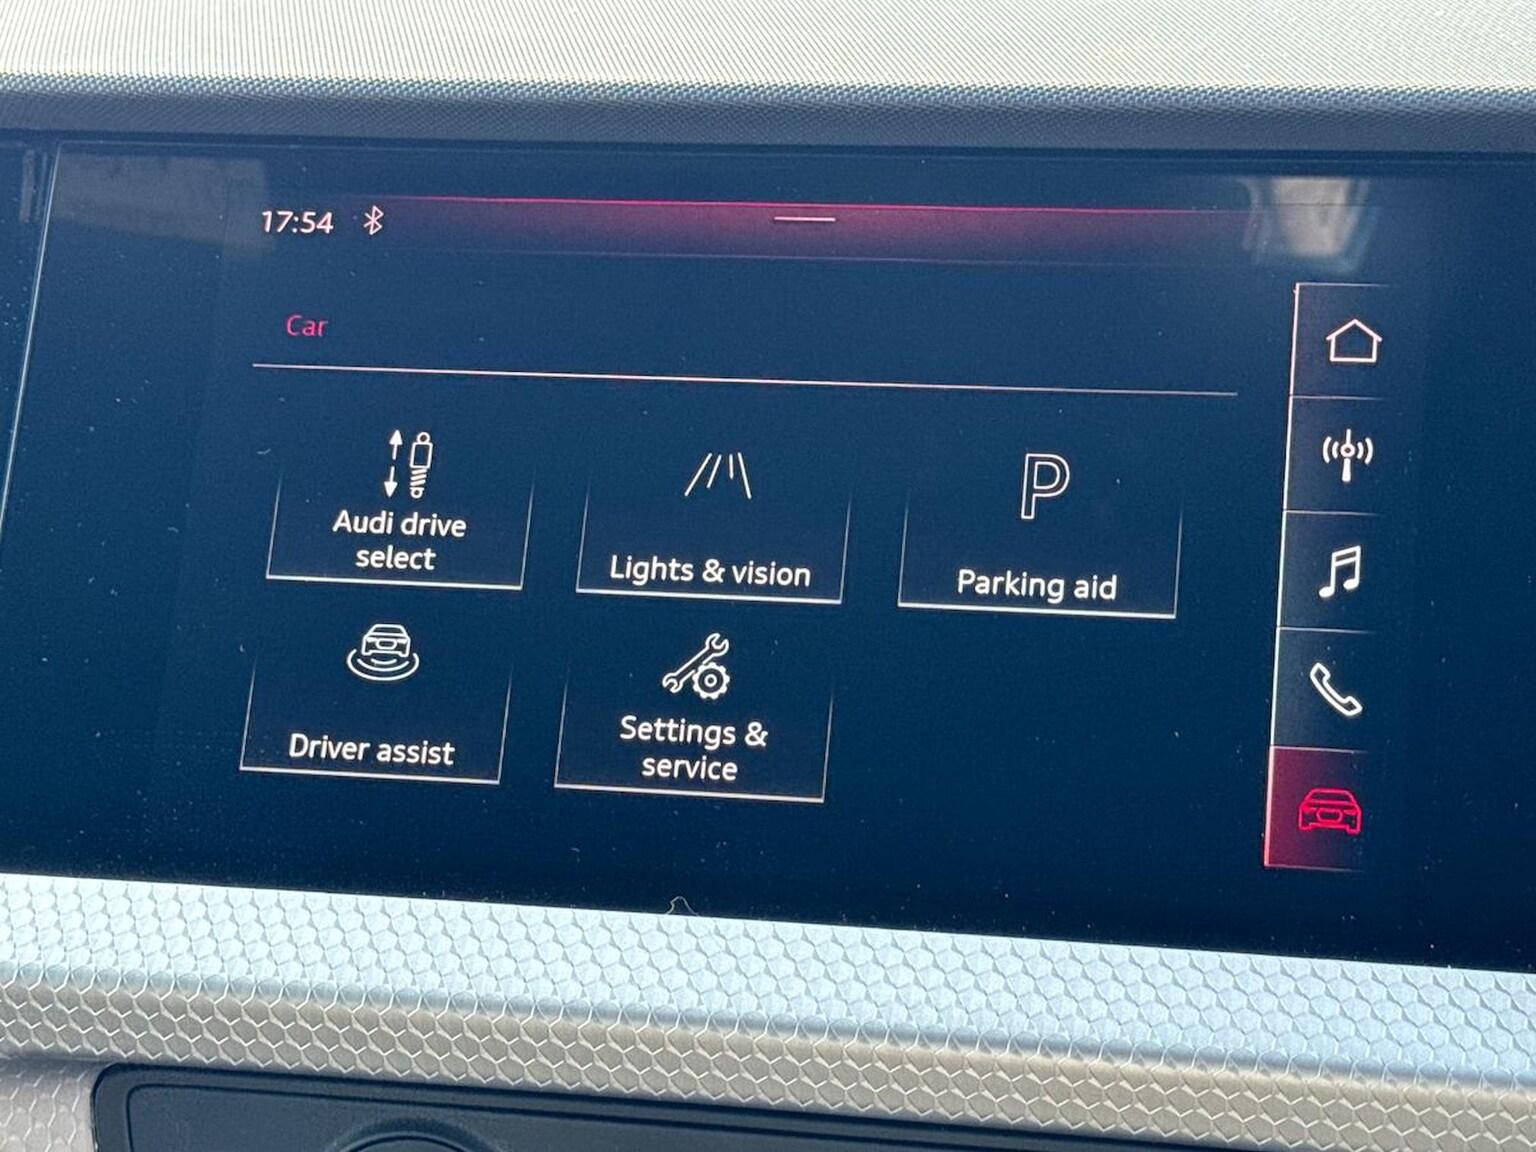 17:54
Car
Audi drive
select
Lights & vision
P
Parking aid
Driver assist
Settings &
service